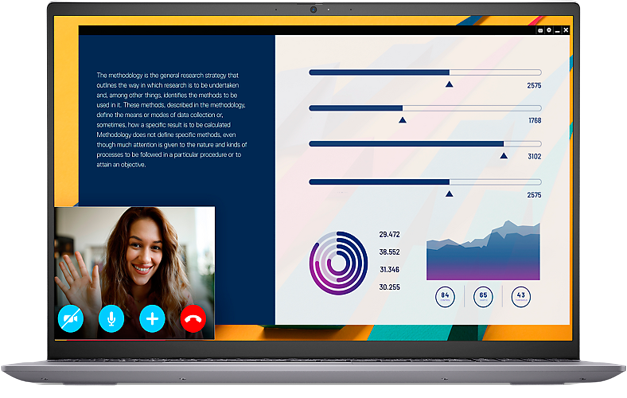 The methodology is the general research strategy that
outlines the way in which research is to be undertaken
and, among other things, identifies the methods to be
used in it. These methods, described in the methodology,
define the means or modes of data collection or,
sometimes, how a specific result is to be calculated
Methodology does not define specific methods, even
though much attention is given to the nature and kinds of
processes to be followed in a particular procedure or to
attain an objective.
2575
1768
3102
2575
29.472
38.552
31.346
30.255
84
65
43